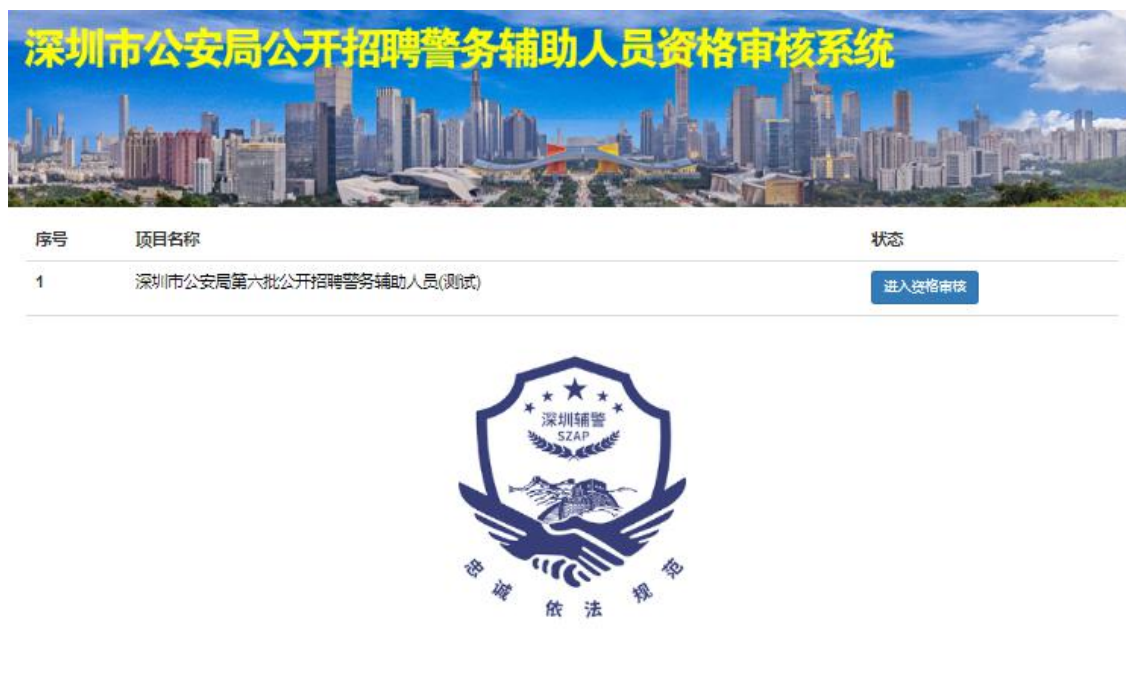 深圳市公安局公开招聘警务辅助人员资格审核系统
序号 项目名称 状态
1 深圳市公安局第六批公开招聘警务辅助人员(测试) 进入资格审核
深圳辅警
SZAP
忠诚 依法 规范